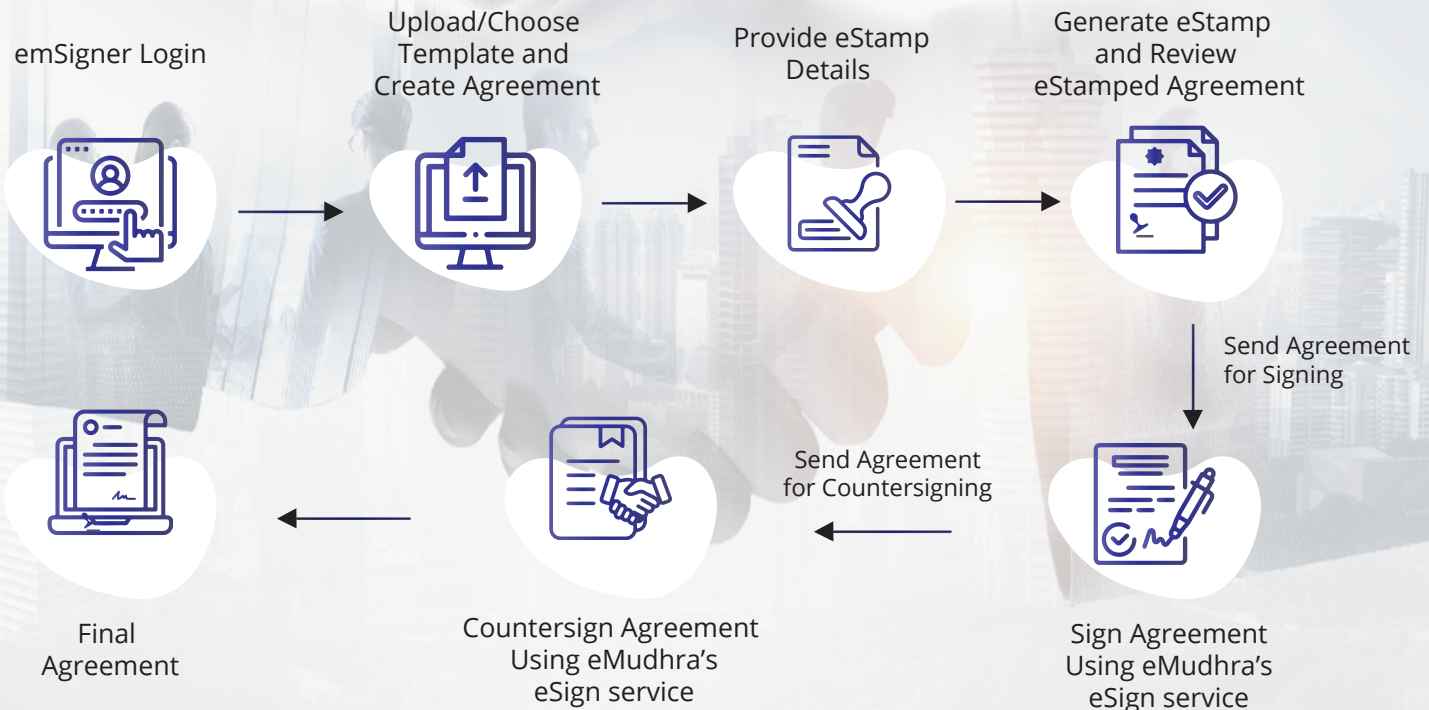 emSigner Login
Upload/Choose
Template and
Create Agreement
Provide eStamp
Details
Generate eStamp
and Review
eStamped Agreement
Send Agreement
for Signing
Sign Agreement
Using eMudhra's
eSign service
Send Agreement
for Countersigning
Countersign Agreement
Using eMudhra's
eSign service
Final
Agreement